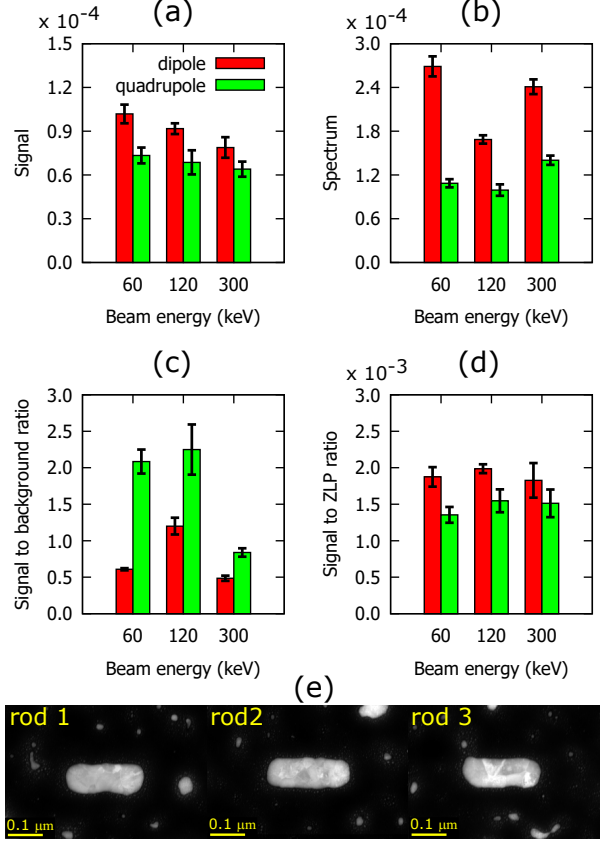 (a)
× 10⁻⁴
1.5
1.2
0.9
0.6
0.3
0.0
Signal
dipole
quadrupole
60 120 300
Beam energy (keV)
(b)
× 10⁻⁴
3.0
2.4
1.8
1.2
0.6
0.0
Spectrum
60 120 300
Beam energy (keV)
(c)
3.0
2.5
2.0
1.5
1.0
0.5
0.0
Signal to background ratio
60 120 300
Beam energy (keV)
(d)
× 10⁻³
3.0
2.5
2.0
1.5
1.0
0.5
0.0
Signal to ZLP ratio
60 120 300
Beam energy (keV)
(e)
rod 1
0.1 μm
rod2
0.1 μm
rod 3
0.1 μm